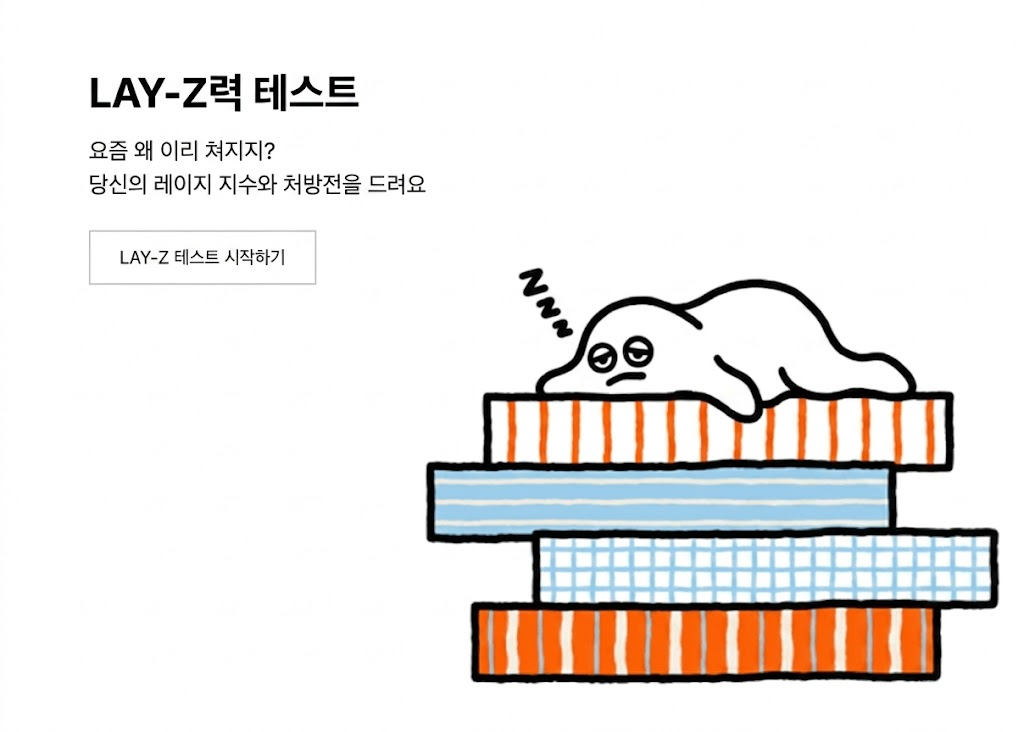 LAY-Z력 테스트
요즘 왜 이리 쳐지지?
당신의 레이지 지수와 처방전을 드려요
LAY-Z 테스트 시작하기
Z
Z
Z